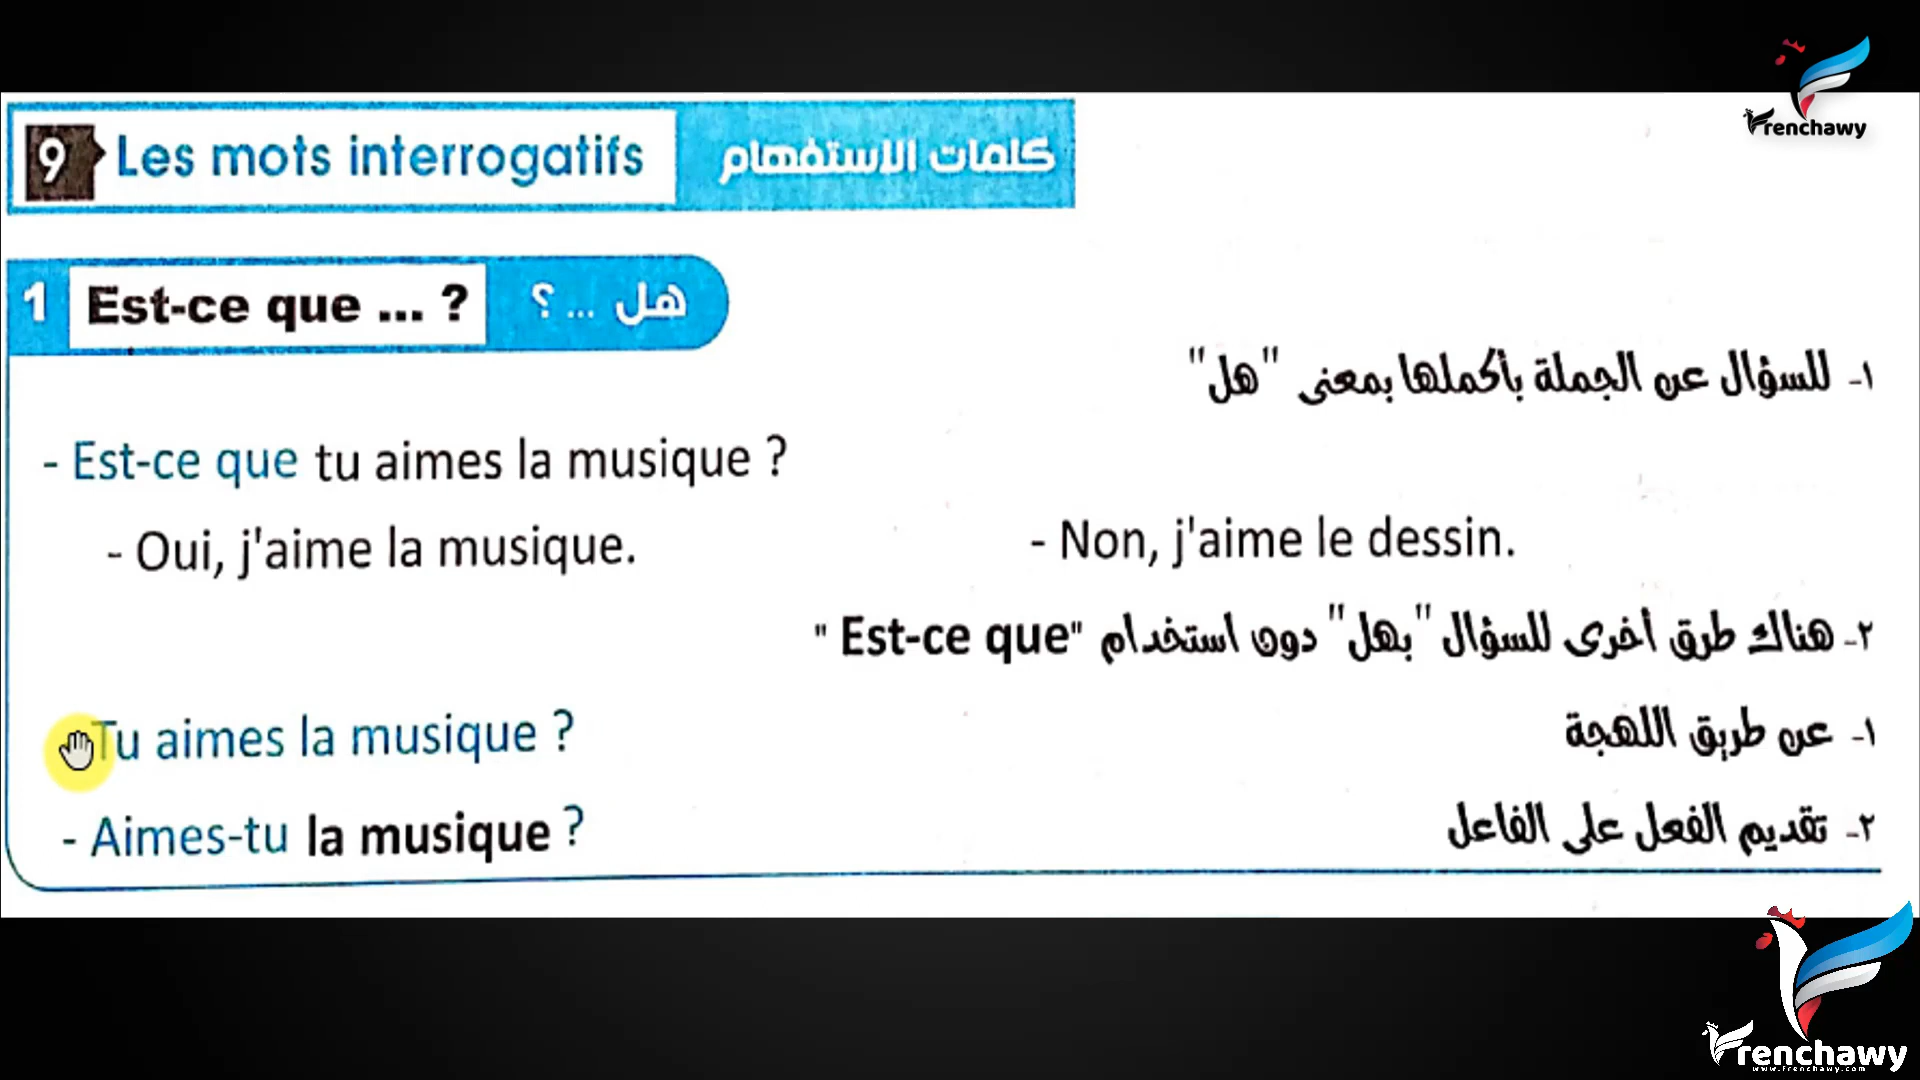 Frenchawy
9 Les mots interrogatifs كلمات الاستفهام
1 Est-ce que ... ? هل ... ؟
١- للسؤال عن الجملة بأكملها بمعنى "هل"
- Est-ce que tu aimes la musique ?
- Oui, j'aime la musique. - Non, j'aime le dessin.
٢- هناك طرق أخرى للسؤال "بهل" دون استخدام "Est-ce que"
Tu aimes la musique ? ١- عن طريق اللهجة
- Aimes-tu la musique ? ٢- تقديم الفعل على الفاعل
Frenchawy
www.Frenchawy.com